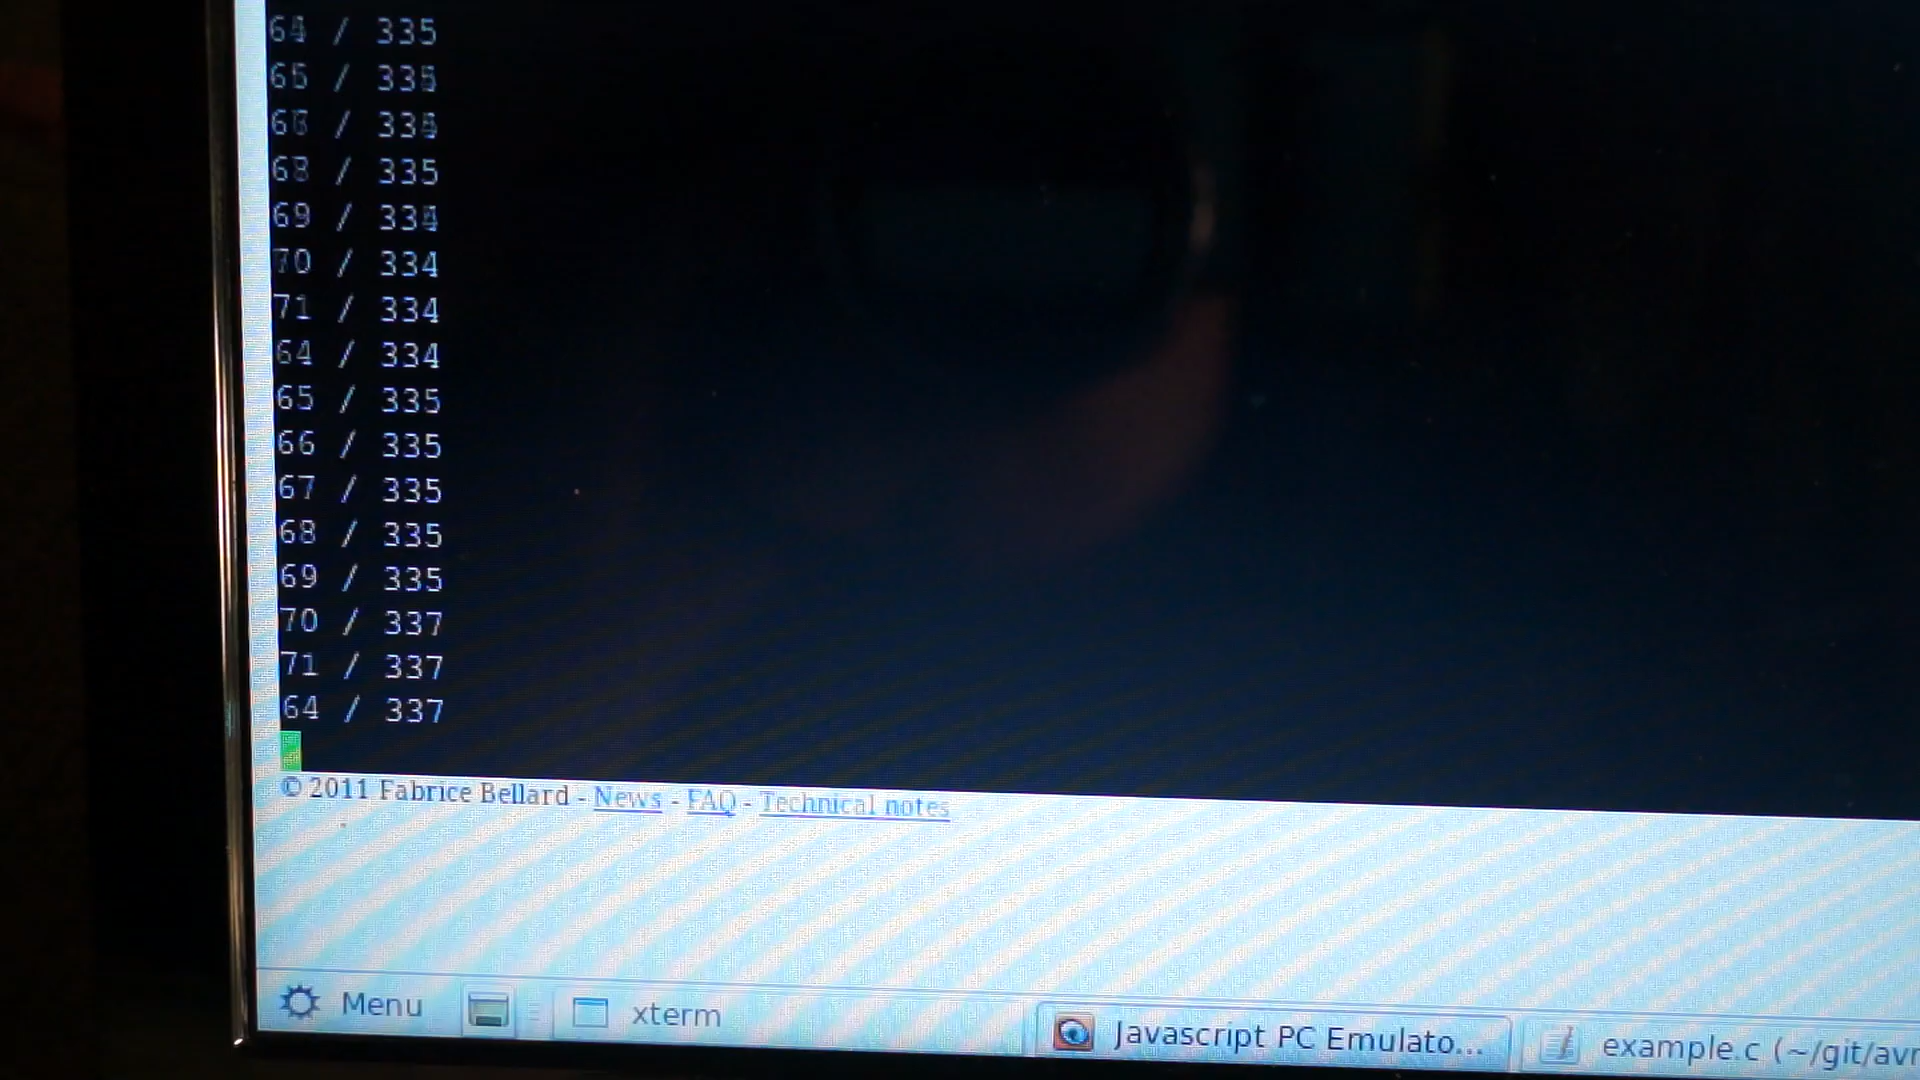 64 / 335
65 / 335
66 / 335
68 / 335
69 / 334
70 / 334
71 / 334
64 / 334
65 / 335
66 / 335
67 / 335
68 / 335
69 / 335
70 / 337
71 / 337
64 / 337
© 2011 Fabrice Bellard - News - FAQ - Technical notes
Menu xterm Javascript PC Emulato... example.c (~/git/avr